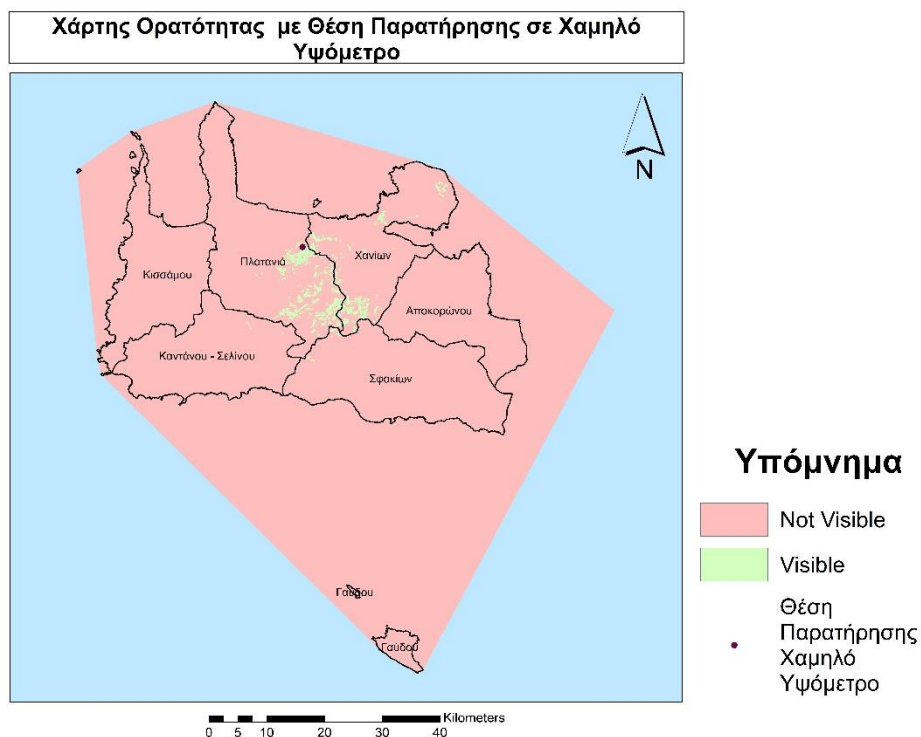 Χάρτης Ορατότητας με Θέση Παρατήρησης σε Χαμηλό
Υψόμετρο
N
Χανίων
Πλατανιά
Κισσάμου
Αποκορώνου
Καντάνου - Σελίνου
Σφακίων
Γαύδου
Γαύδου
Υπόμνημα
Not Visible
Visible
Θέση
Παρατήρησης
Χαμηλό
Υψόμετρο
Kilometers
0 5 10 20 30 40